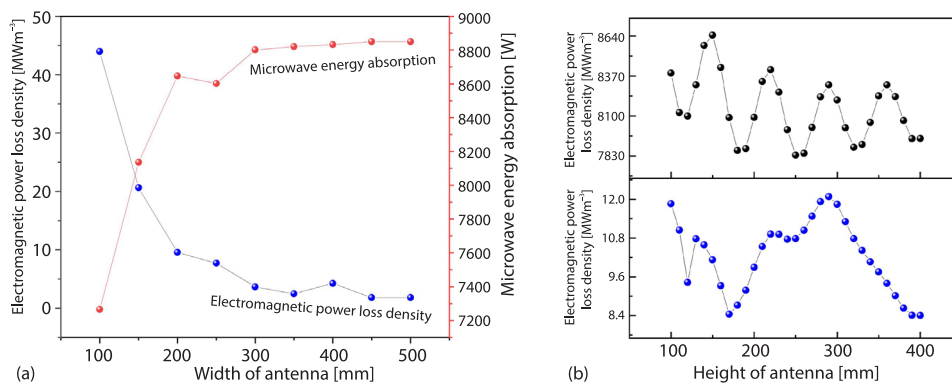 Electromagnetic power loss density [MWm⁻³]
50
40
30
20
10
0
Microwave energy absorption
Electromagnetic power loss density
9000
8800
8600
8400
8200
8000
7800
7600
7400
7200
Microwave energy absorption [W]
100
200
300
400
500
Width of antenna [mm]
(a)
Electromagnetic power
loss density [MWm⁻³]
8640
8370
8100
7830
Electromagnetic power
loss density [MWm⁻³]
12.0
10.8
9.6
8.4
100
200
300
400
Height of antenna [mm]
(b)